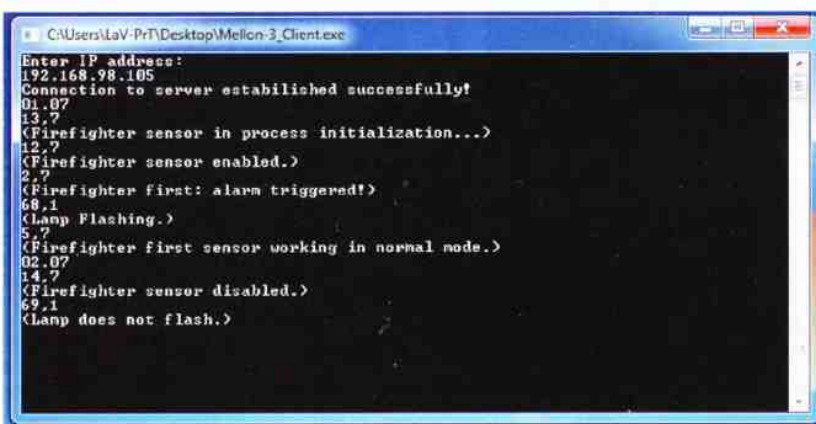 C:\Users\LaV-PrT\Desktop\Mellon-3_Client.exe
Enter IP address:
192.168.98.105
Connection to server estabilished successfully!
01.07
13,7
(Firefighter sensor in process initialization...)
12,7
(Firefighter sensor enabled.)
2,7
(Firefighter first: alarm triggered!)
68,1
(Lamp Flashing.)
5,7
(Firefighter first sensor working in normal mode.)
02.07
14,7
(Firefighter sensor disabled.)
69,1
(Lamp does not flash.)